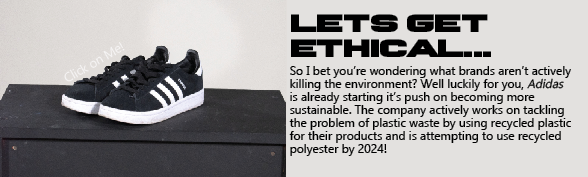 Click on Me!
LETS GET
ETHICAL...
So I bet you're wondering what brands aren't actively
killing the environment? Well luckily for you, Adidas
is already starting it's push on becoming more
sustainable. The company actively works on tackling
the problem of plastic waste by using recycled plastic
for their products and is attempting to use recycled
polyester by 2024!